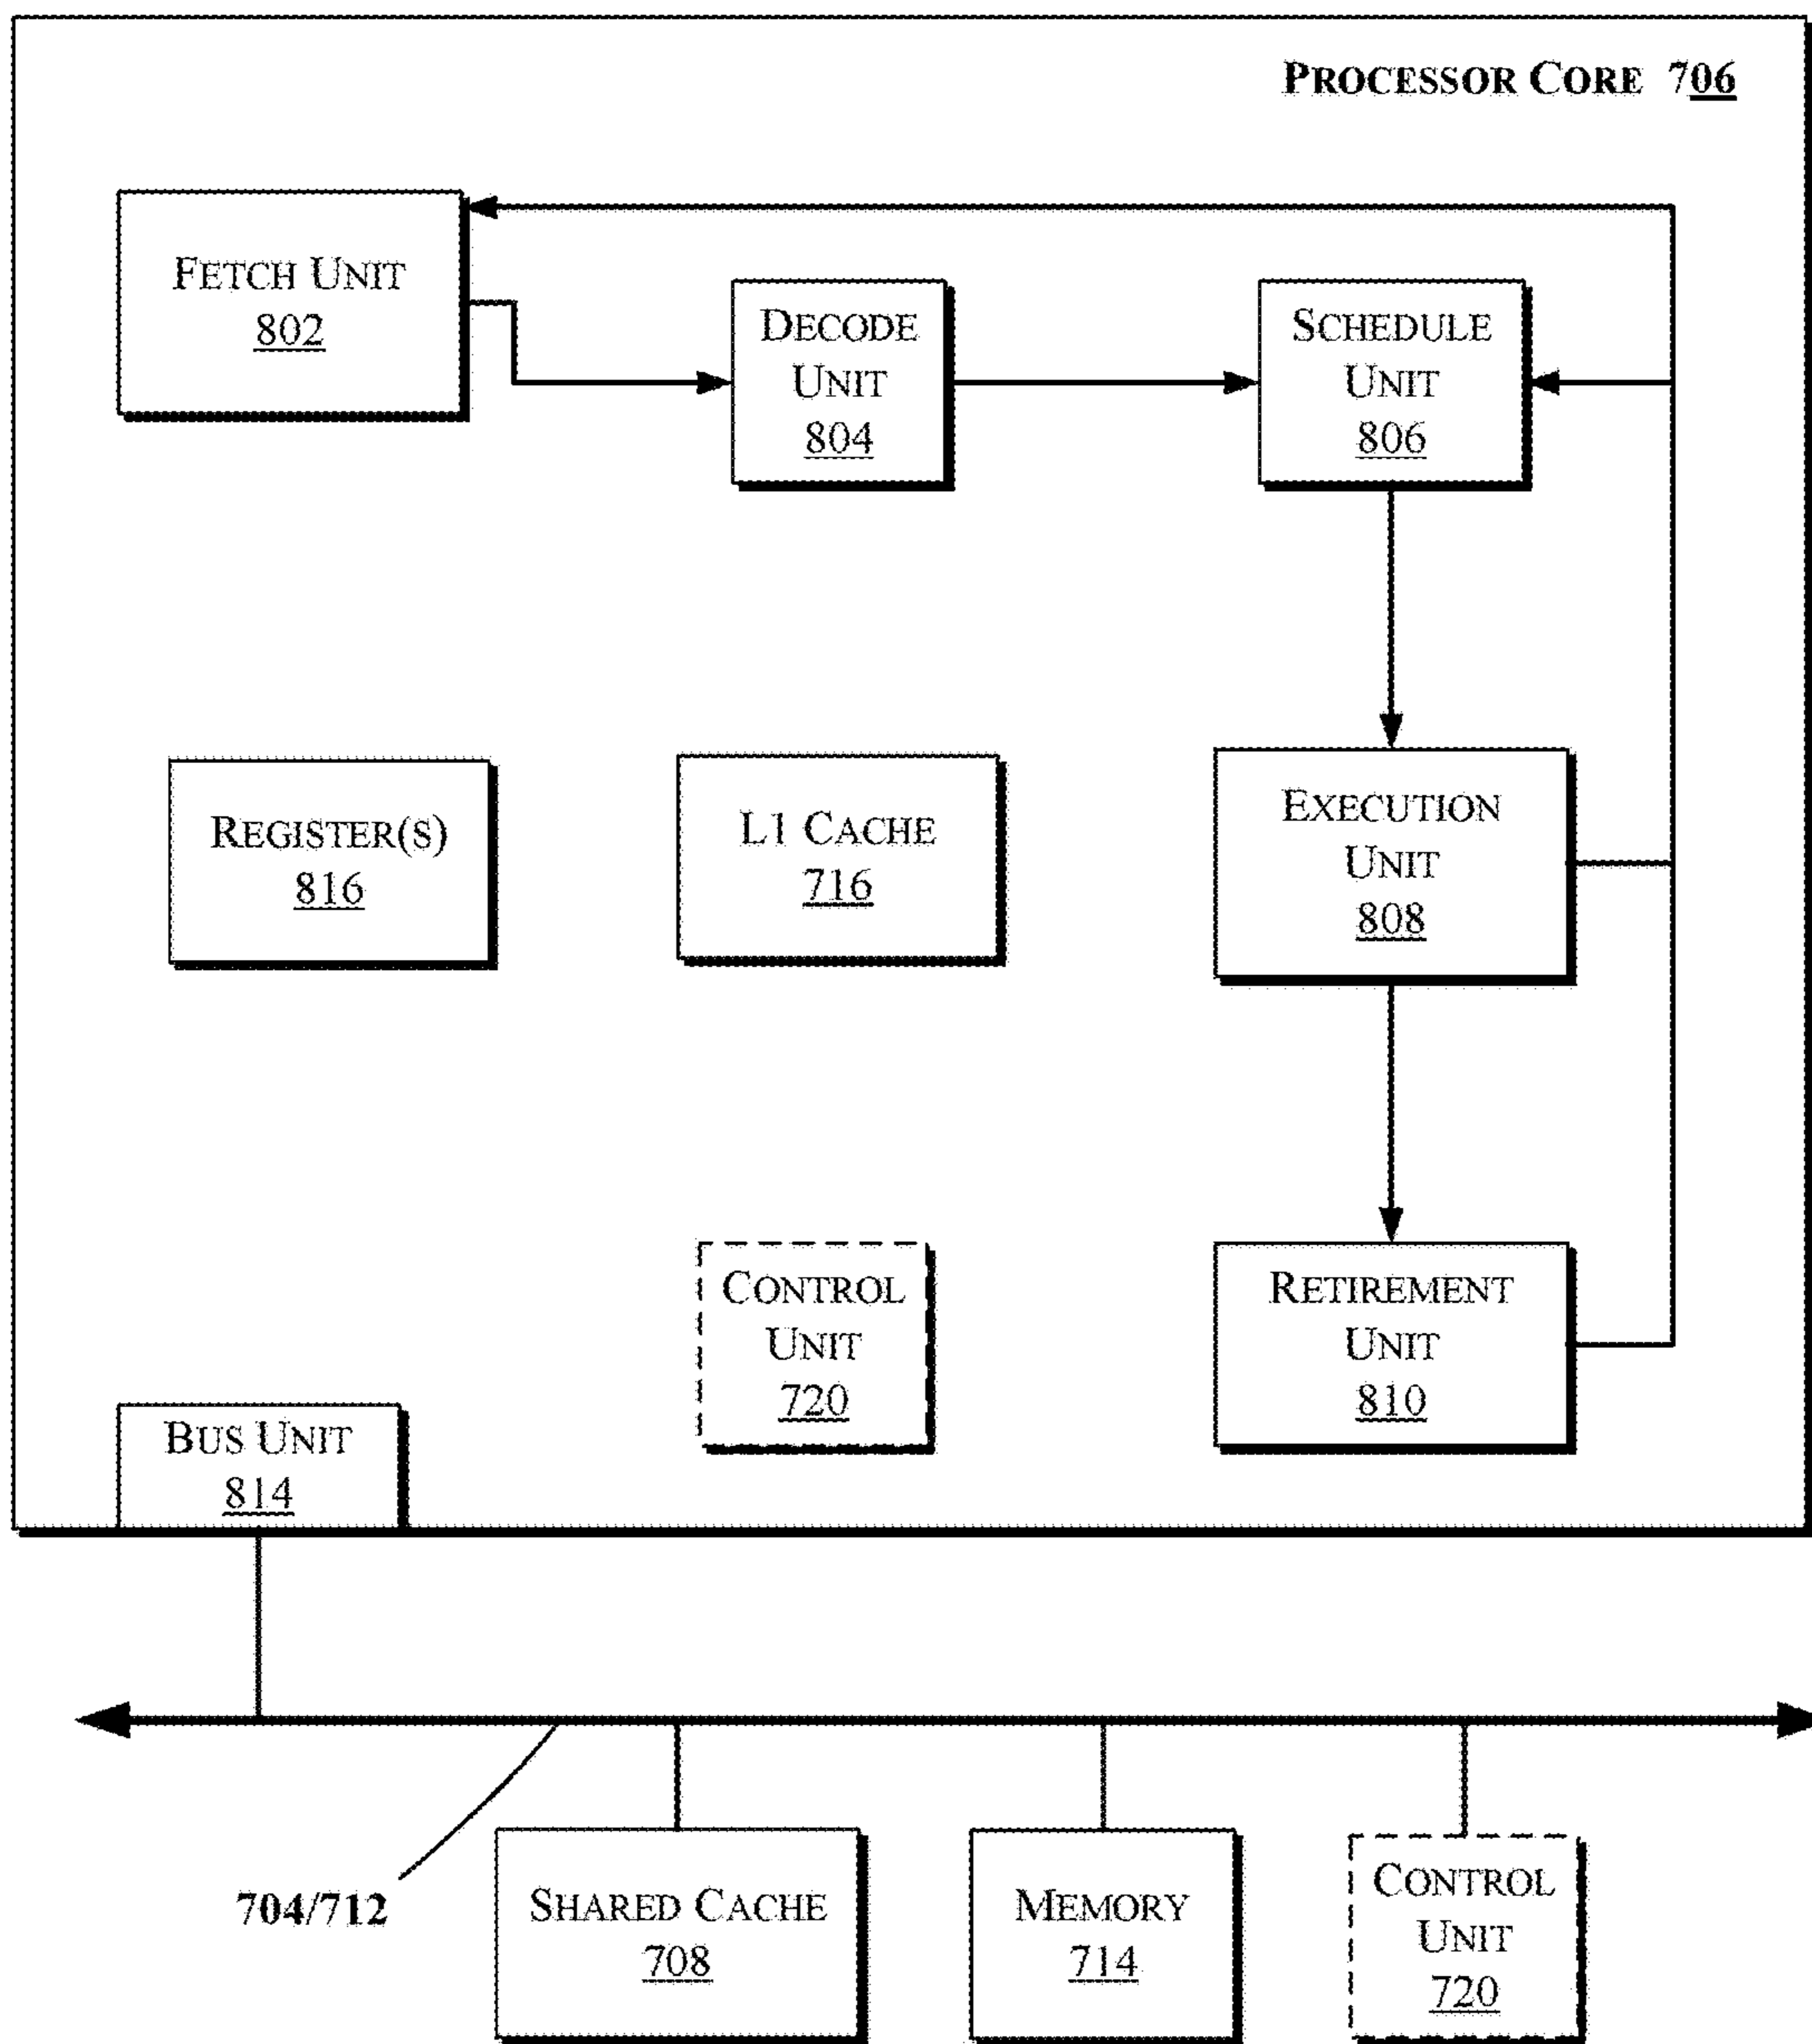 PROCESSOR CORE 706
FETCH UNIT
802
DECODE
UNIT
804
SCHEDULE
UNIT
806
REGISTER(S)
816
L1 CACHE
716
EXECUTION
UNIT
808
CONTROL
UNIT
720
RETIREMENT
UNIT
810
BUS UNIT
814
704/712
SHARED CACHE
708
MEMORY
714
CONTROL
UNIT
720